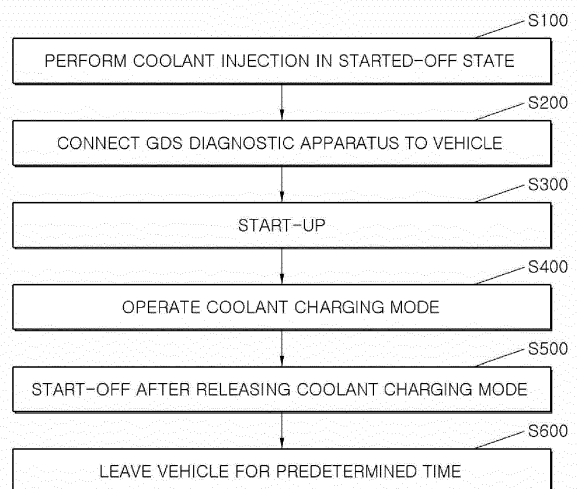 S100
PERFORM COOLANT INJECTION IN STARTED-OFF STATE
S200
CONNECT GDS DIAGNOSTIC APPARATUS TO VEHICLE
S300
START-UP
S400
OPERATE COOLANT CHARGING MODE
S500
START-OFF AFTER RELEASING COOLANT CHARGING MODE
S600
LEAVE VEHICLE FOR PREDETERMINED TIME